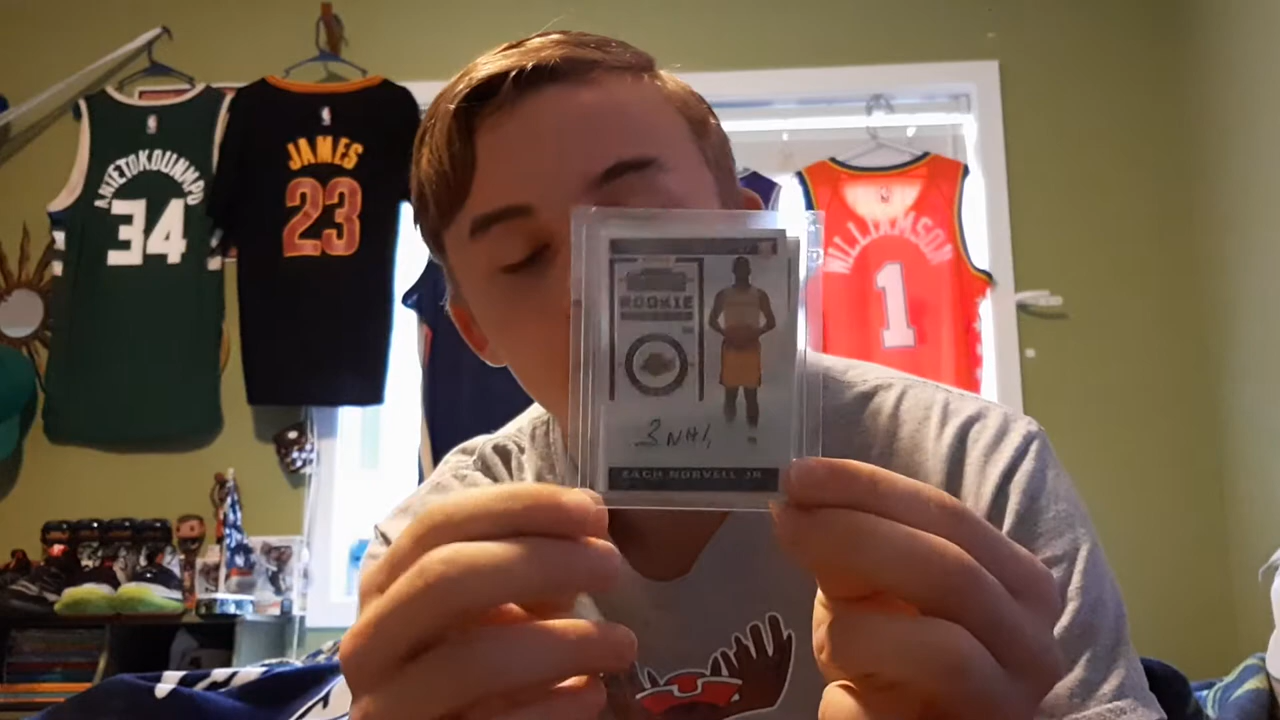 ANTETOKOUNMPO
34
JAMES
23
WILLIAMSON
1
ROOKIE
ZACH NORVELL JR